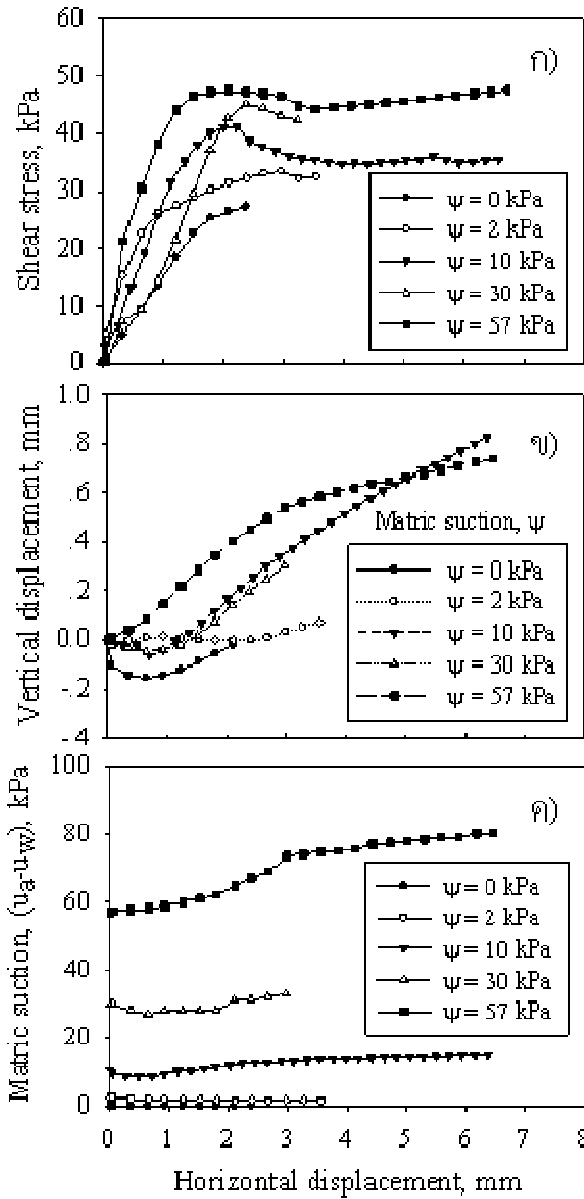 60
50
40
30
20
10
0
Shear stress, kPa
ก)
ψ = 0 kPa
ψ = 2 kPa
ψ = 10 kPa
ψ = 30 kPa
ψ = 57 kPa
1.0
.8
.6
.4
.2
0.0
-.2
-.4
Vertical displacement, mm
ข)
Matric suction, ψ
ψ = 0 kPa
ψ = 2 kPa
ψ = 10 kPa
ψ = 30 kPa
ψ = 57 kPa
100
80
60
40
20
0
Matric suction, (ua-uw), kPa
ค)
ψ = 0 kPa
ψ = 2 kPa
ψ = 10 kPa
ψ = 30 kPa
ψ = 57 kPa
0 1 2 3 4 5 6 7 8
Horizontal displacement, mm